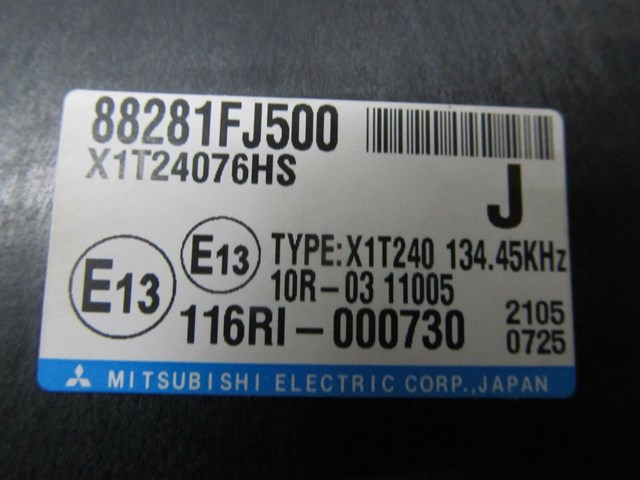 88281FJ500
X1T24076HS
J
E13
E13
TYPE:X1T240 134.45KHz
10R-03 11005
116RI-000730
2105
0725
MITSUBISHI ELECTRIC CORP.,JAPAN